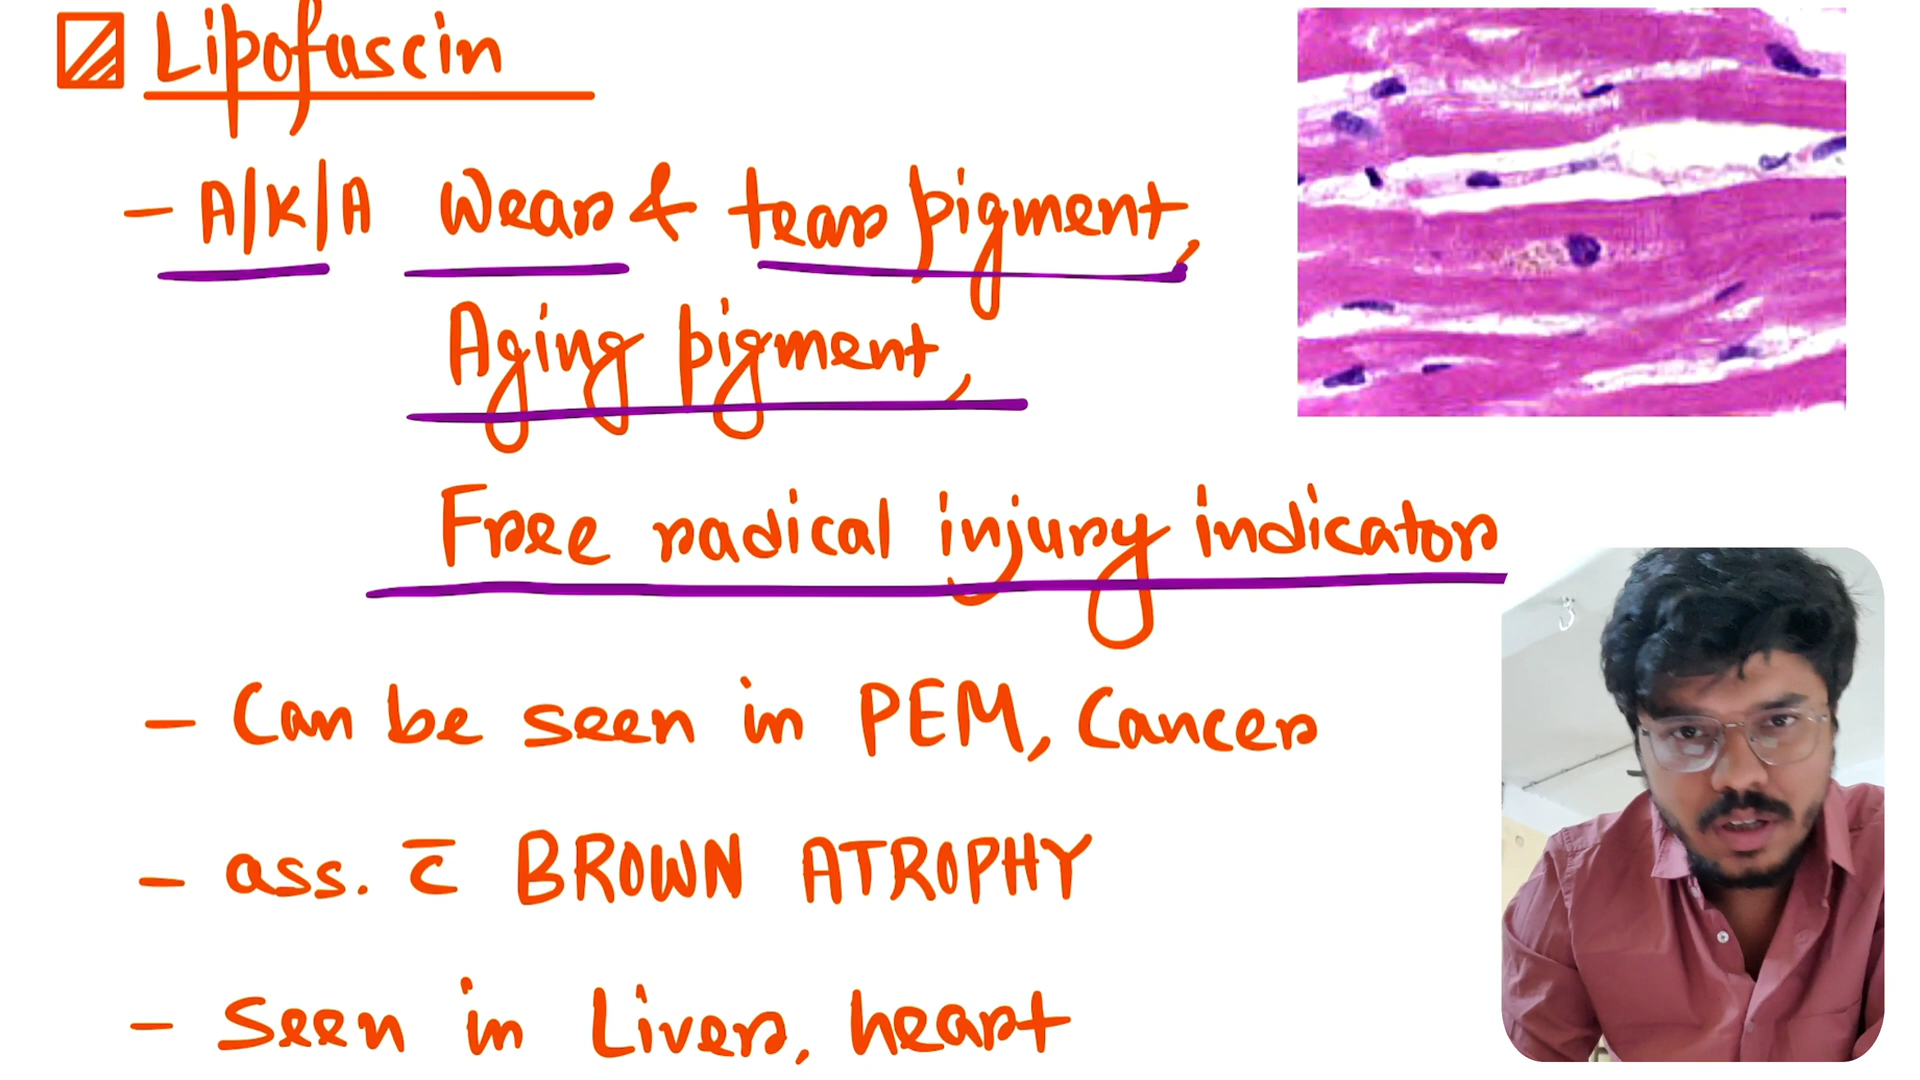 Lipofuscin
- A/K/A Wear & tear pigment,
Aging pigment,
Free radical injury indicator
- Can be seen in PEM, Cancer
- ass. c̄ BROWN ATROPHY
- Seen in Liver, heart